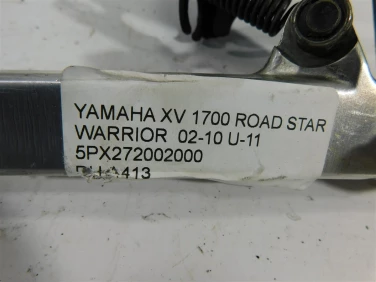 YAMAHA XV 1700 ROAD STAR
WARRIOR 02-10 U-11
5PX272002000